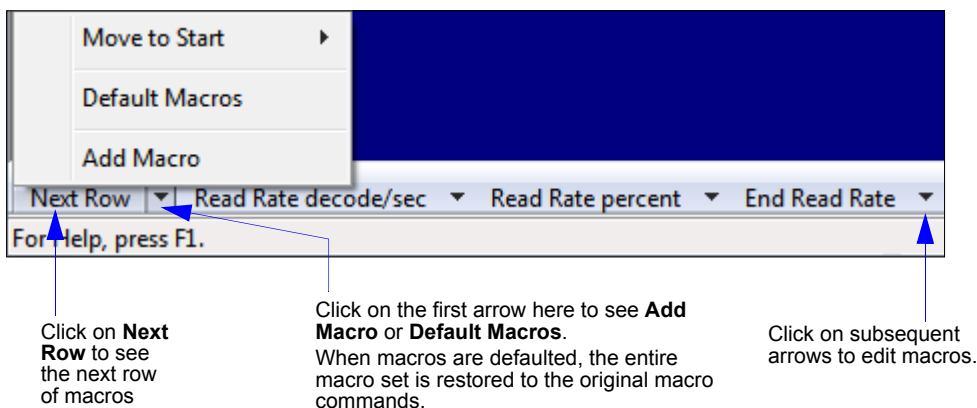 Move to Start
Default Macros
Add Macro
Next Row Read Rate decode/sec Read Rate percent End Read Rate
For Help, press F1.
Click on Next
Row to see
the next row
of macros
Click on the first arrow here to see Add
Macro or Default Macros.
When macros are defaulted, the entire
macro set is restored to the original macro
commands.
Click on subsequent
arrows to edit macros.